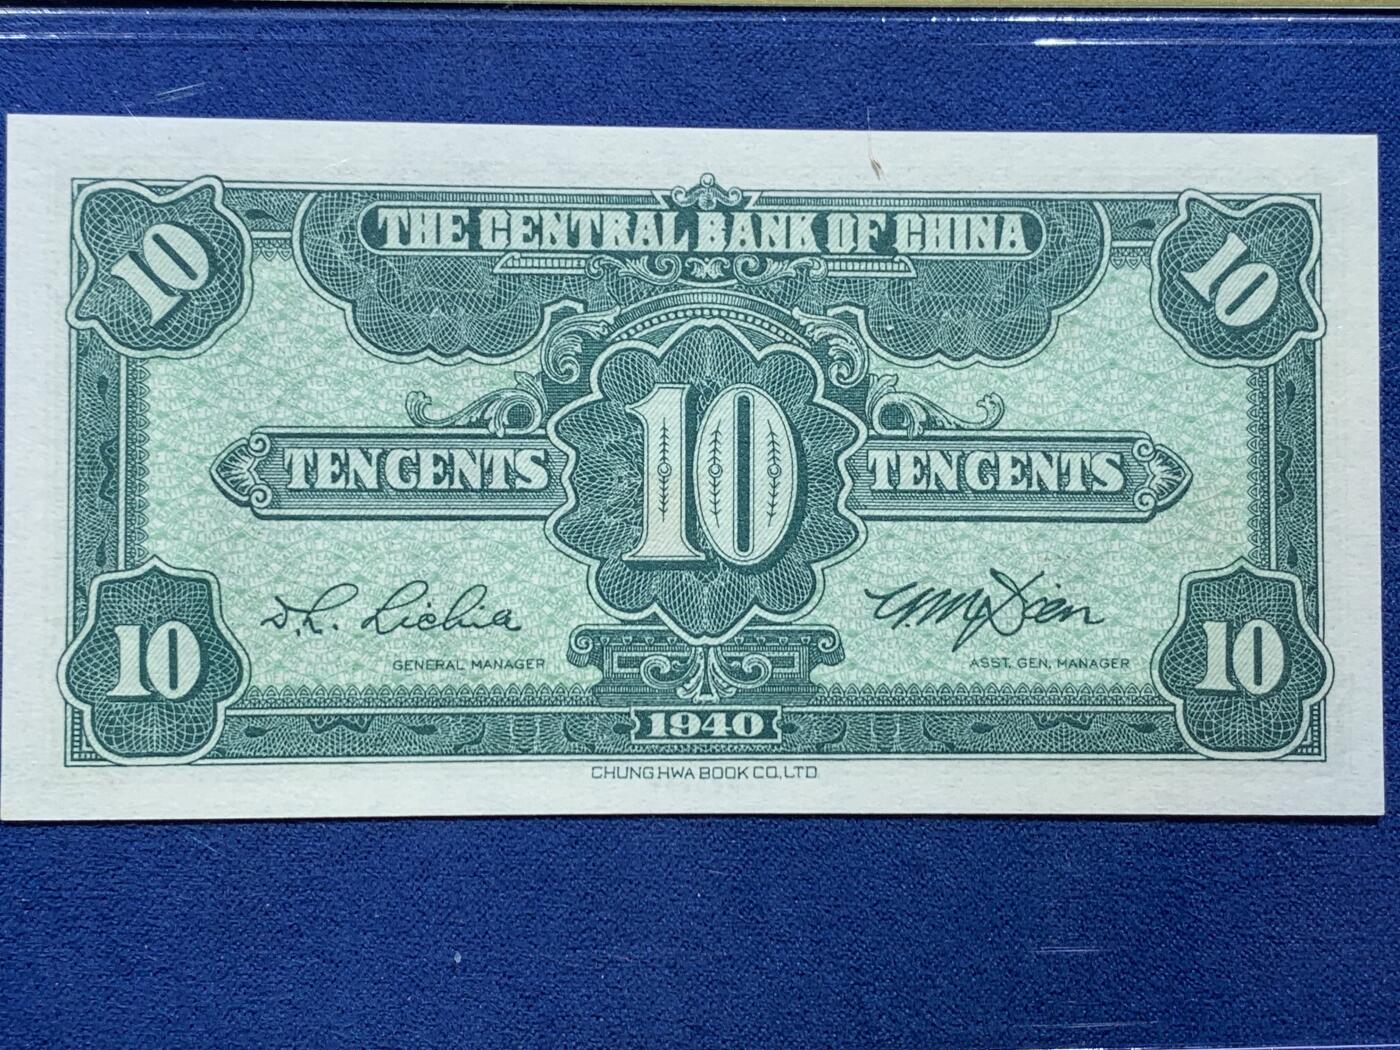 10 THE CENTRAL BANK OF CHINA 10
TEN CENTS 10 TEN CENTS
GENERAL MANAGER
ASST. GEN. MANAGER
10 1940 10
CHUNG HWA BOOK CO., LTD